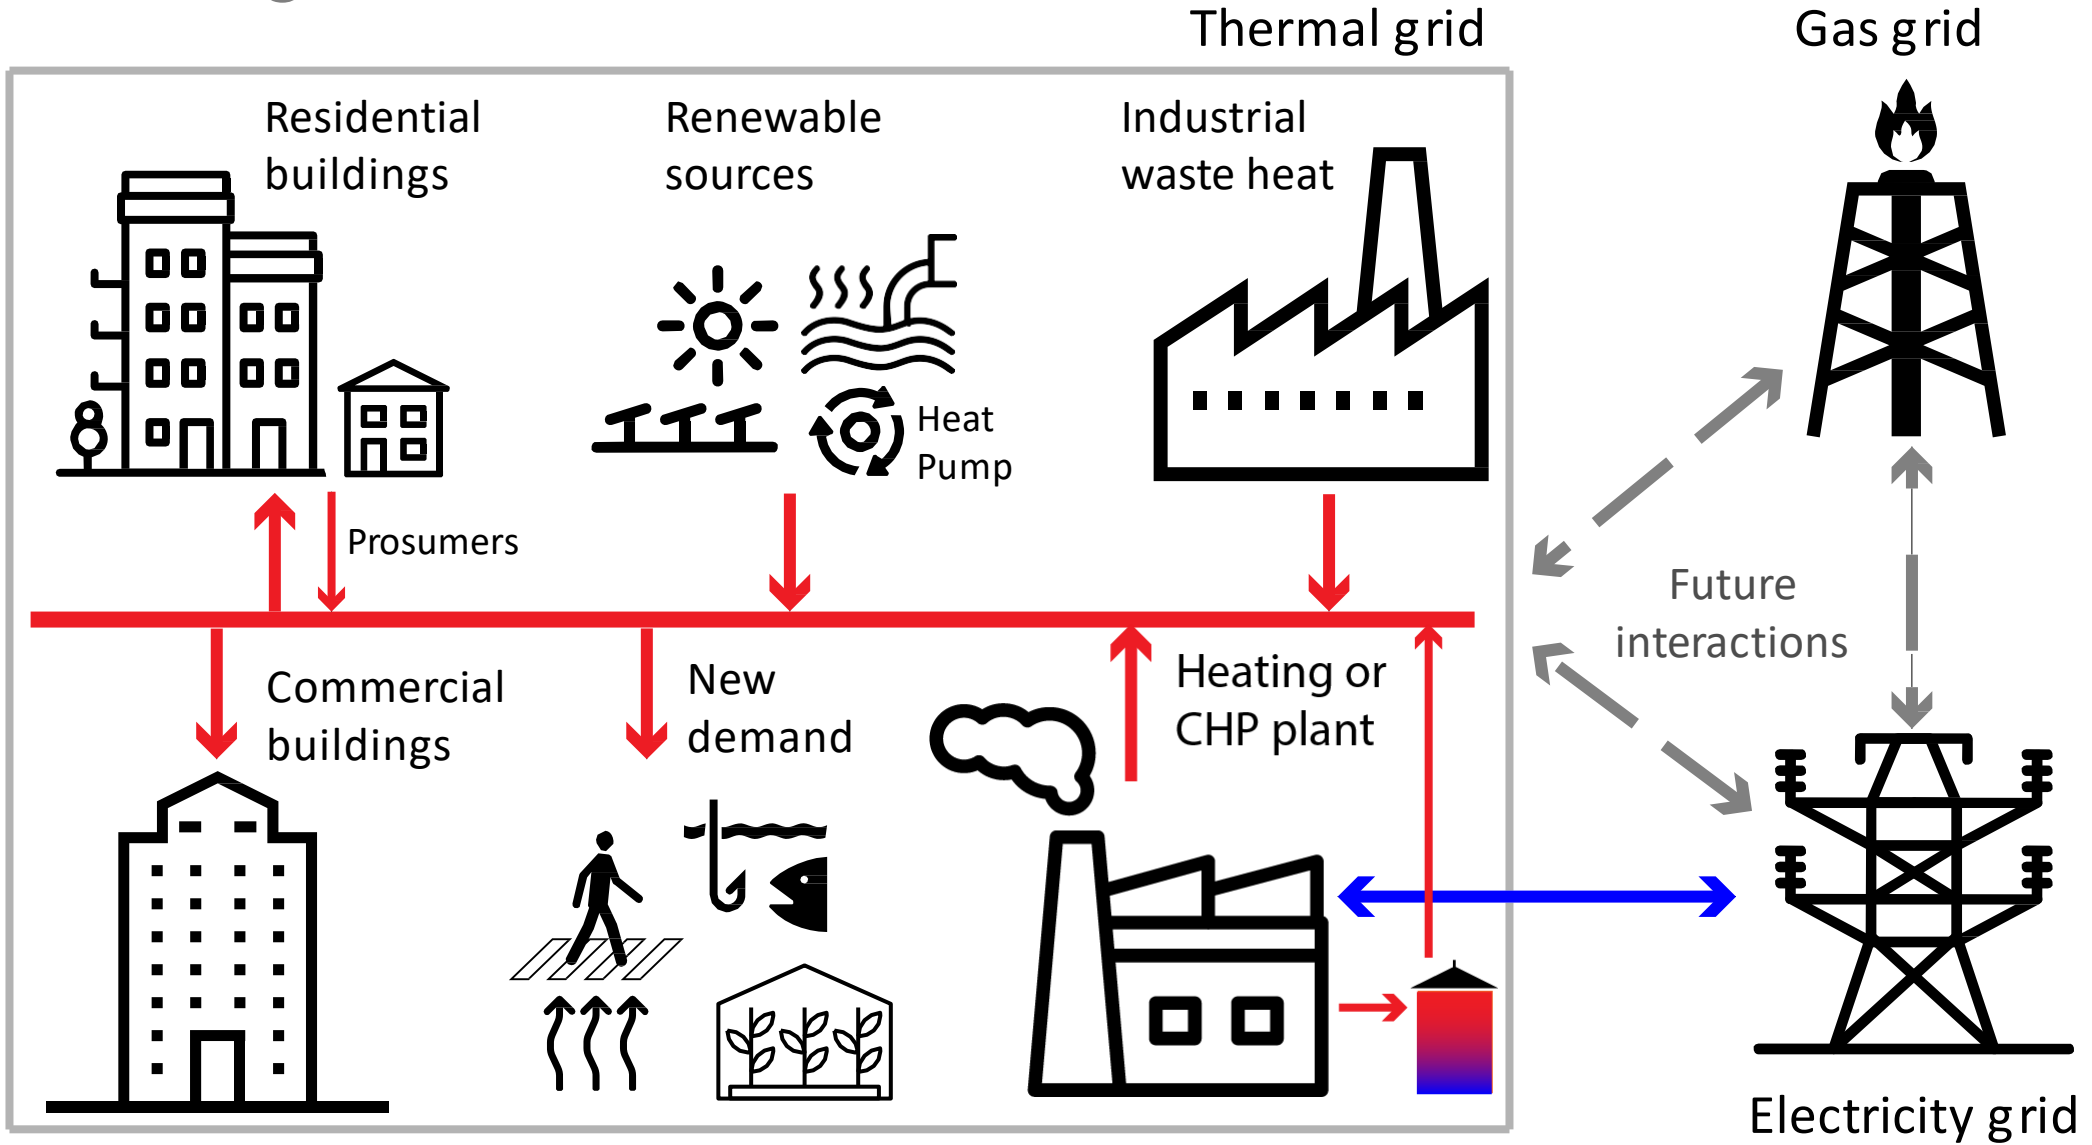 Thermal grid
Gas grid
Residential
buildings
Renewable
sources
Industrial
waste heat
Heat
Pump
Prosumers
Future
interactions
Commercial
buildings
New
demand
Heating or
CHP plant
Electricity grid